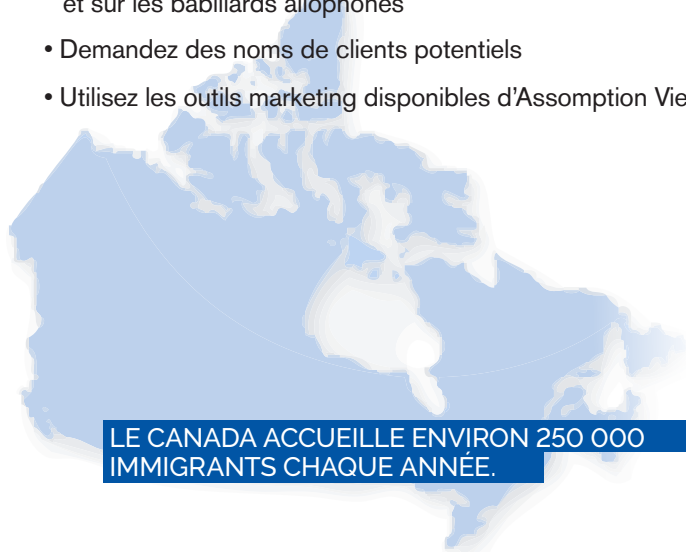 et sur les babillards allophones
• Demandez des noms de clients potentiels
• Utilisez les outils marketing disponibles d'Assomption Vie
LE CANADA ACCUEILLE ENVIRON 250 000
IMMIGRANTS CHAQUE ANNÉE.